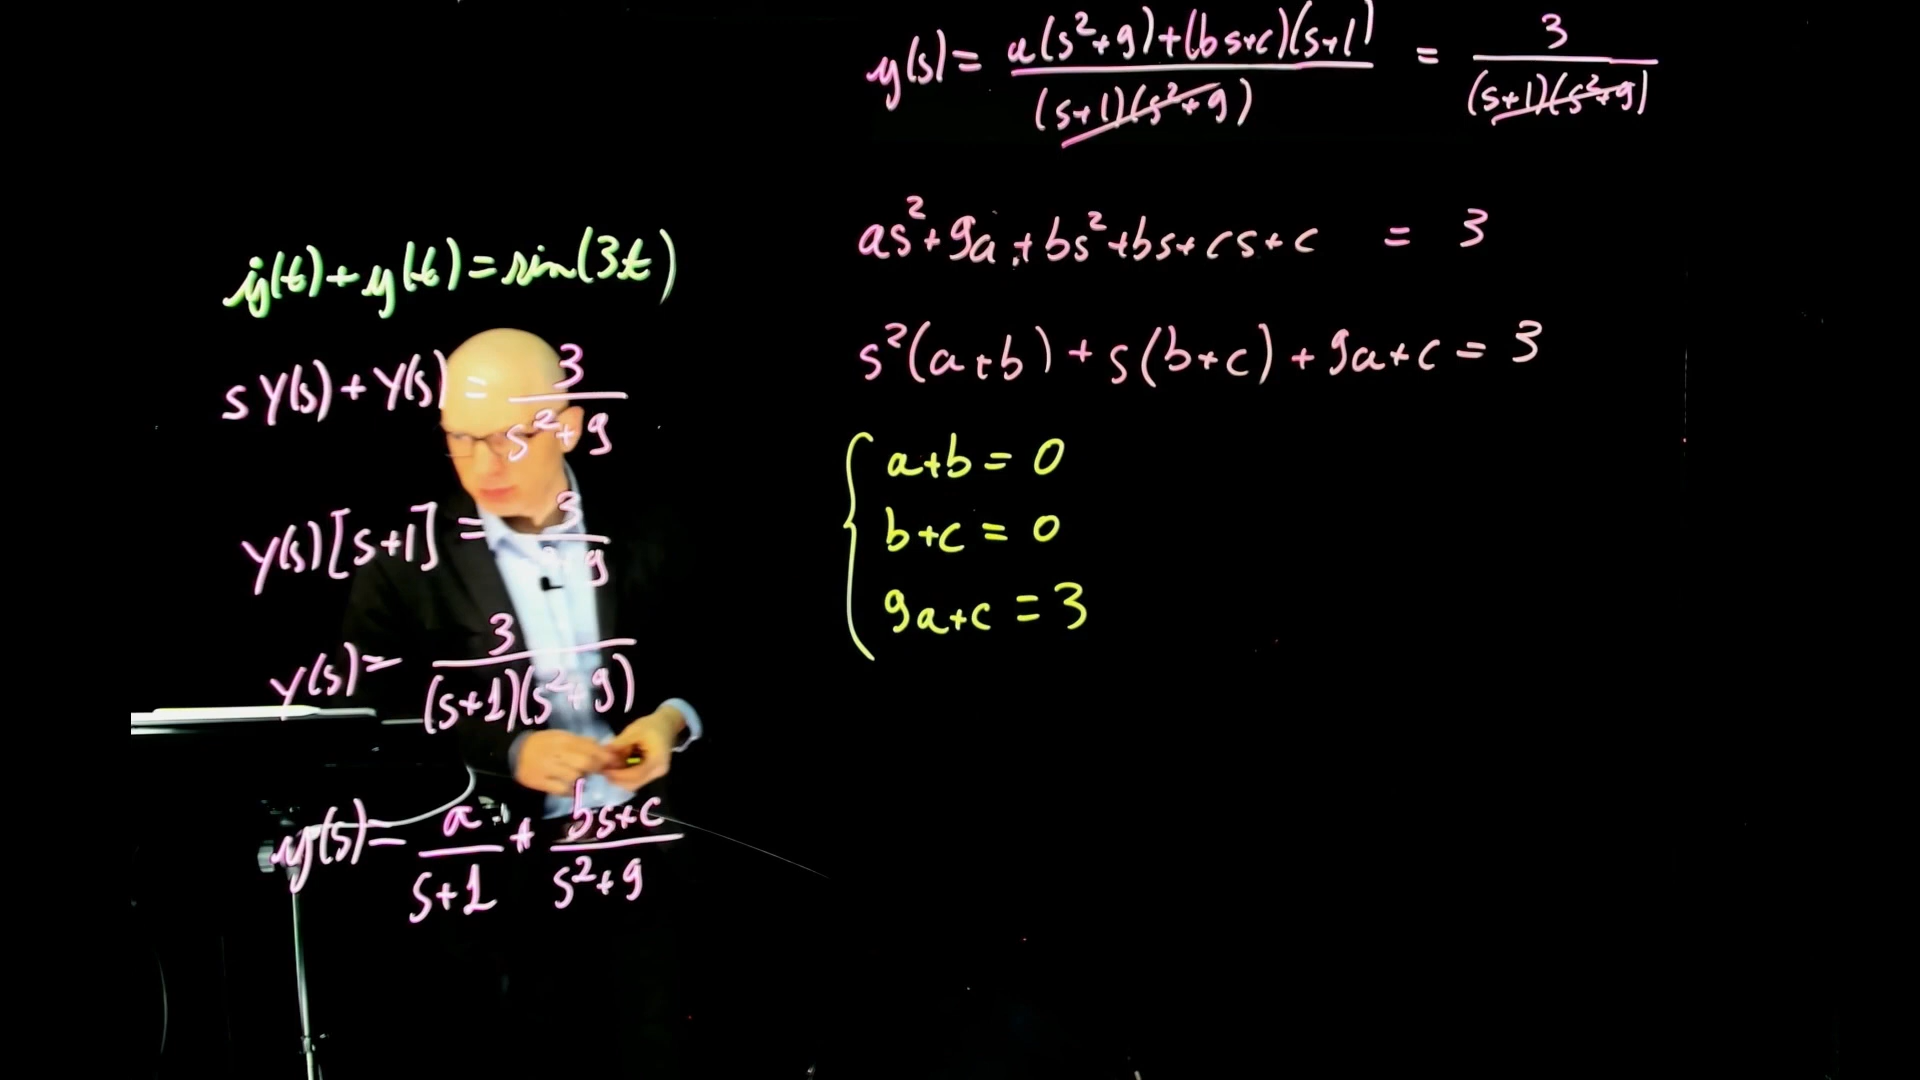 ẏ(t)+y(t)=sin(3t)
sY(s)+Y(s)=3/(s²+9)
Y(s)[s+1]=3/(s²+9)
Y(s)=3/((s+1)(s²+9))
y(s)=a/(s+1)+(bs+c)/(s²+9)
y(s)=(a(s²+9)+(bs+c)(s+1))/((s+1)(s²+9))=3/((s+1)(s²+9))
as²+9a+bs²+bs+cs+c=3
s²(a+b)+s(b+c)+9a+c=3
a+b=0
b+c=0
9a+c=3